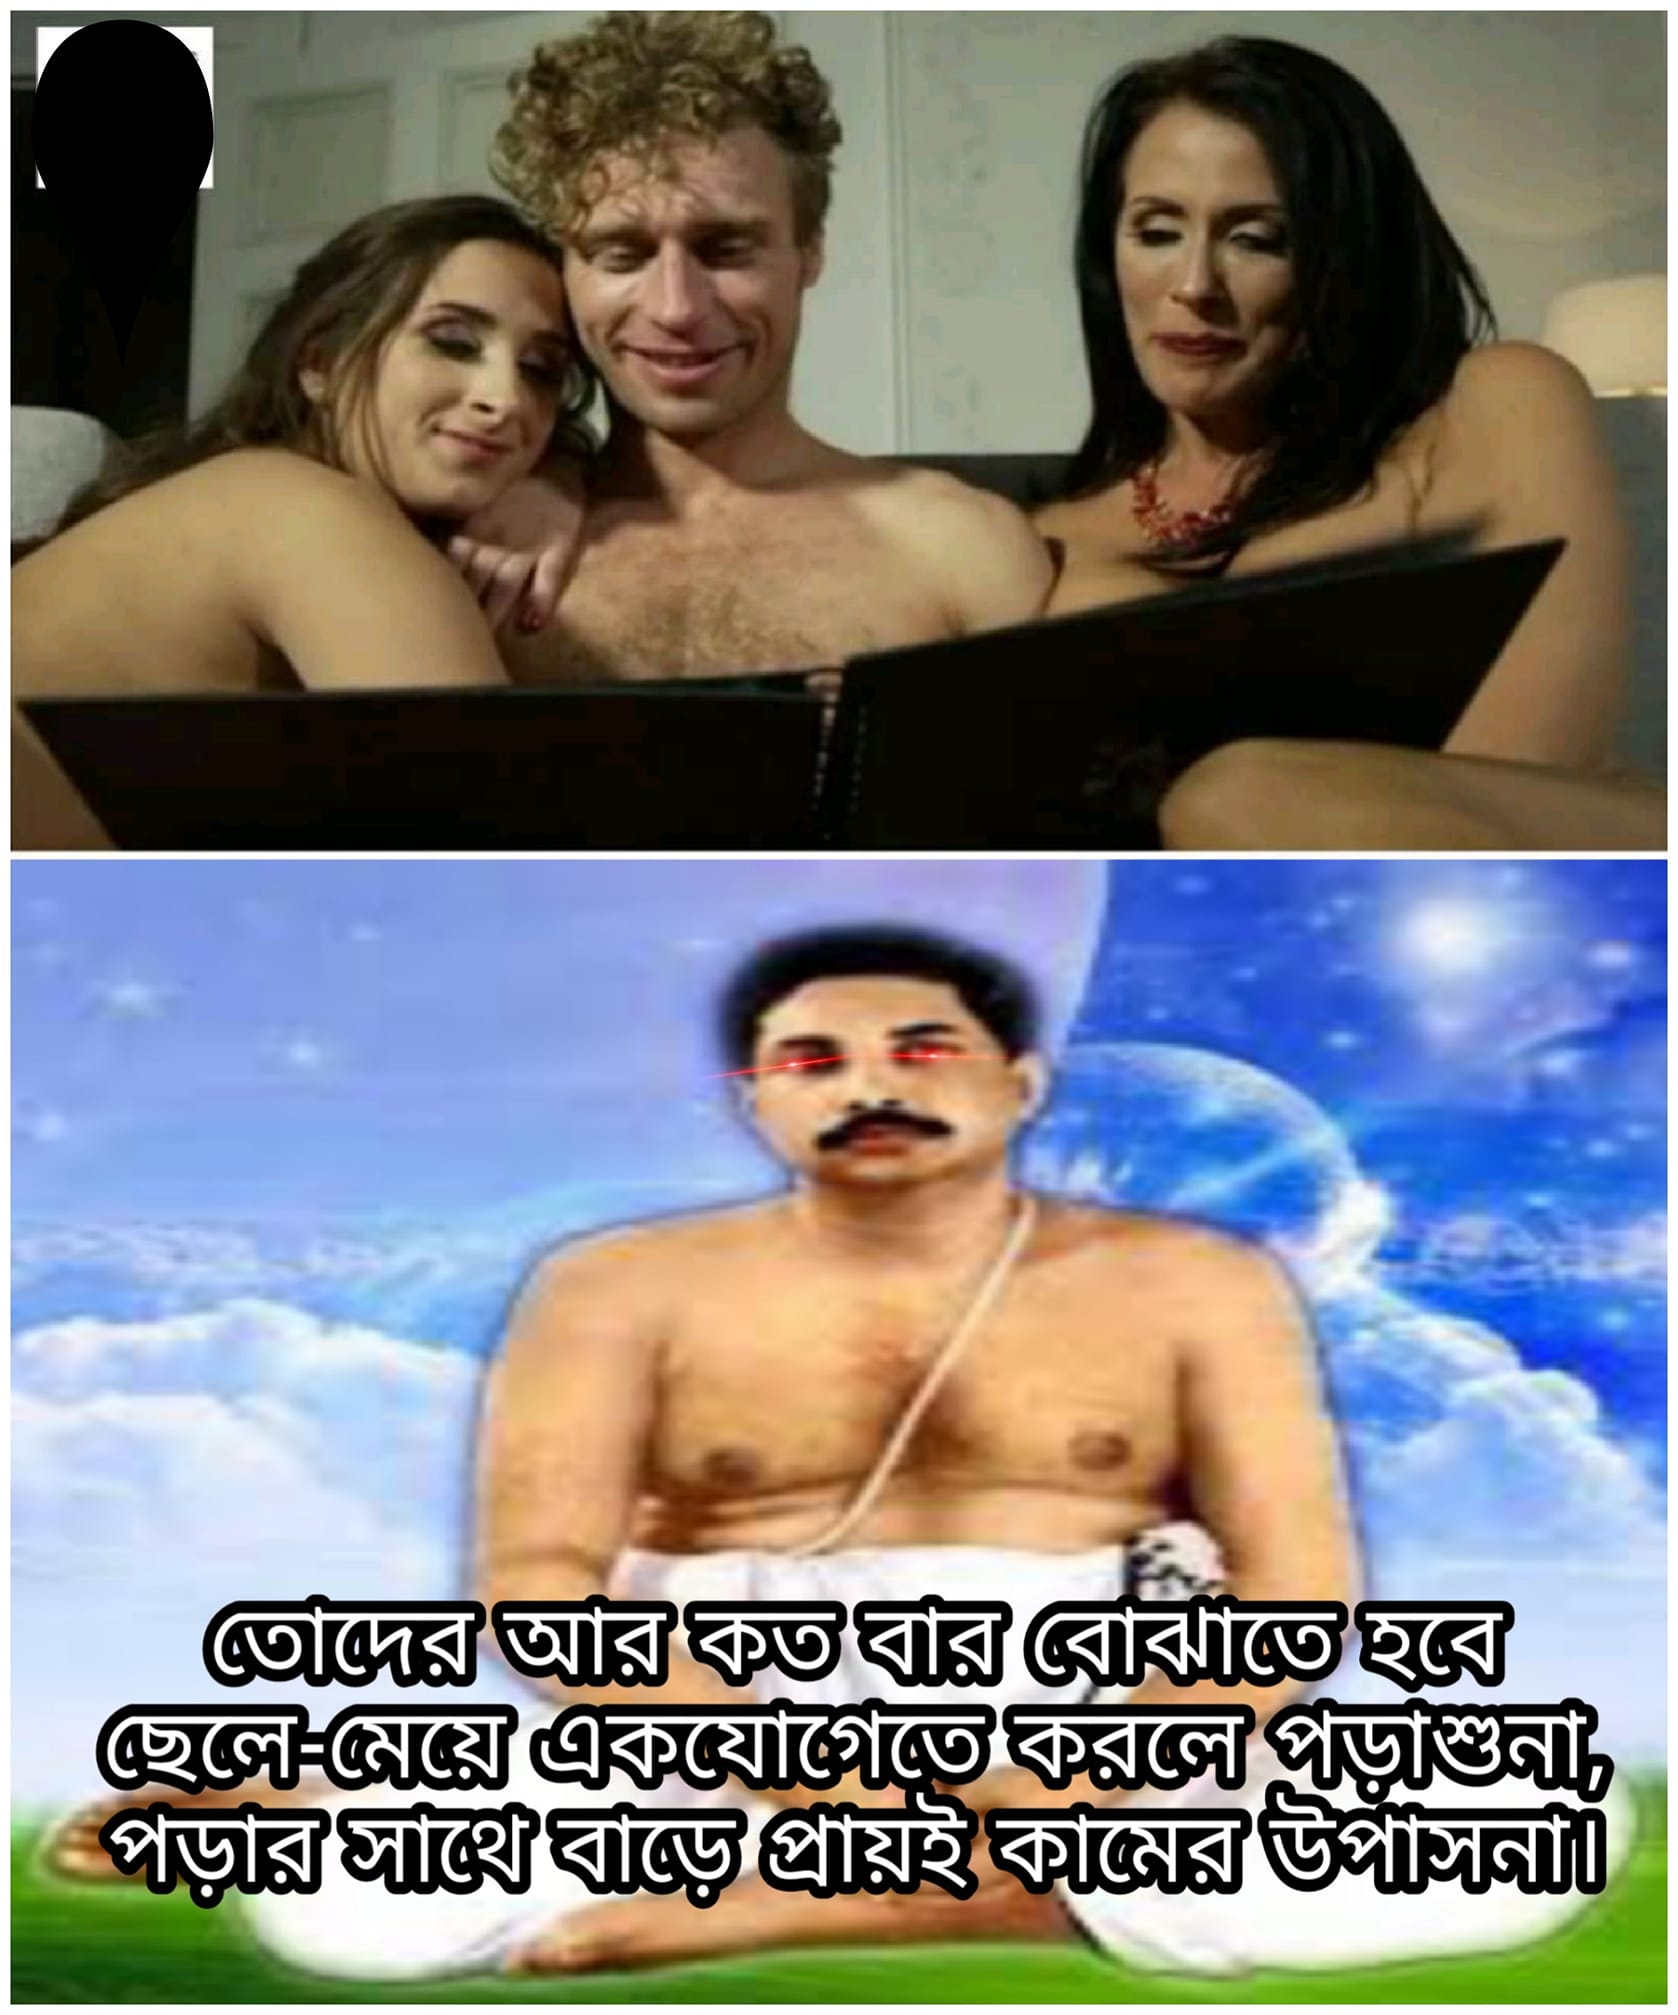 তোদের আর কত বার বোঝাতে হবে
ছেলে-মেয়ে একযোগেতে করলে পড়াশুনা,
পড়ার সাথে বাড়ে প্রায়ই কামের উপাসনা।